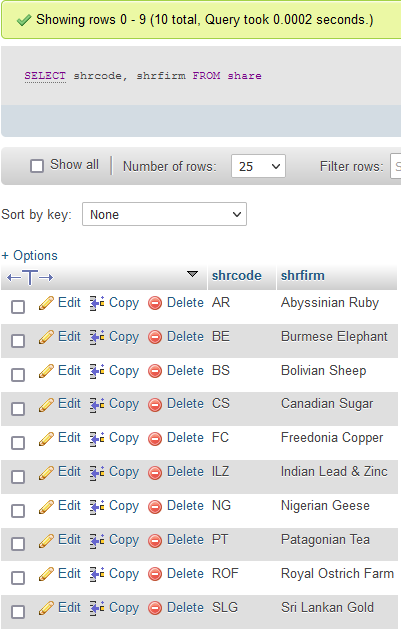 Showing rows 0 - 9 (10 total, Query took 0.0002 seconds.)
SELECT shrcode, shrfirm FROM share
Show all Number of rows: 25 Filter rows: S
Sort by key: None
+ Options
←T→ shrcode shrfirm
Edit Copy Delete AR Abyssinian Ruby
Edit Copy Delete BE Burmese Elephant
Edit Copy Delete BS Bolivian Sheep
Edit Copy Delete CS Canadian Sugar
Edit Copy Delete FC Freedonia Copper
Edit Copy Delete ILZ Indian Lead & Zinc
Edit Copy Delete NG Nigerian Geese
Edit Copy Delete PT Patagonian Tea
Edit Copy Delete ROF Royal Ostrich Farm
Edit Copy Delete SLG Sri Lankan Gold